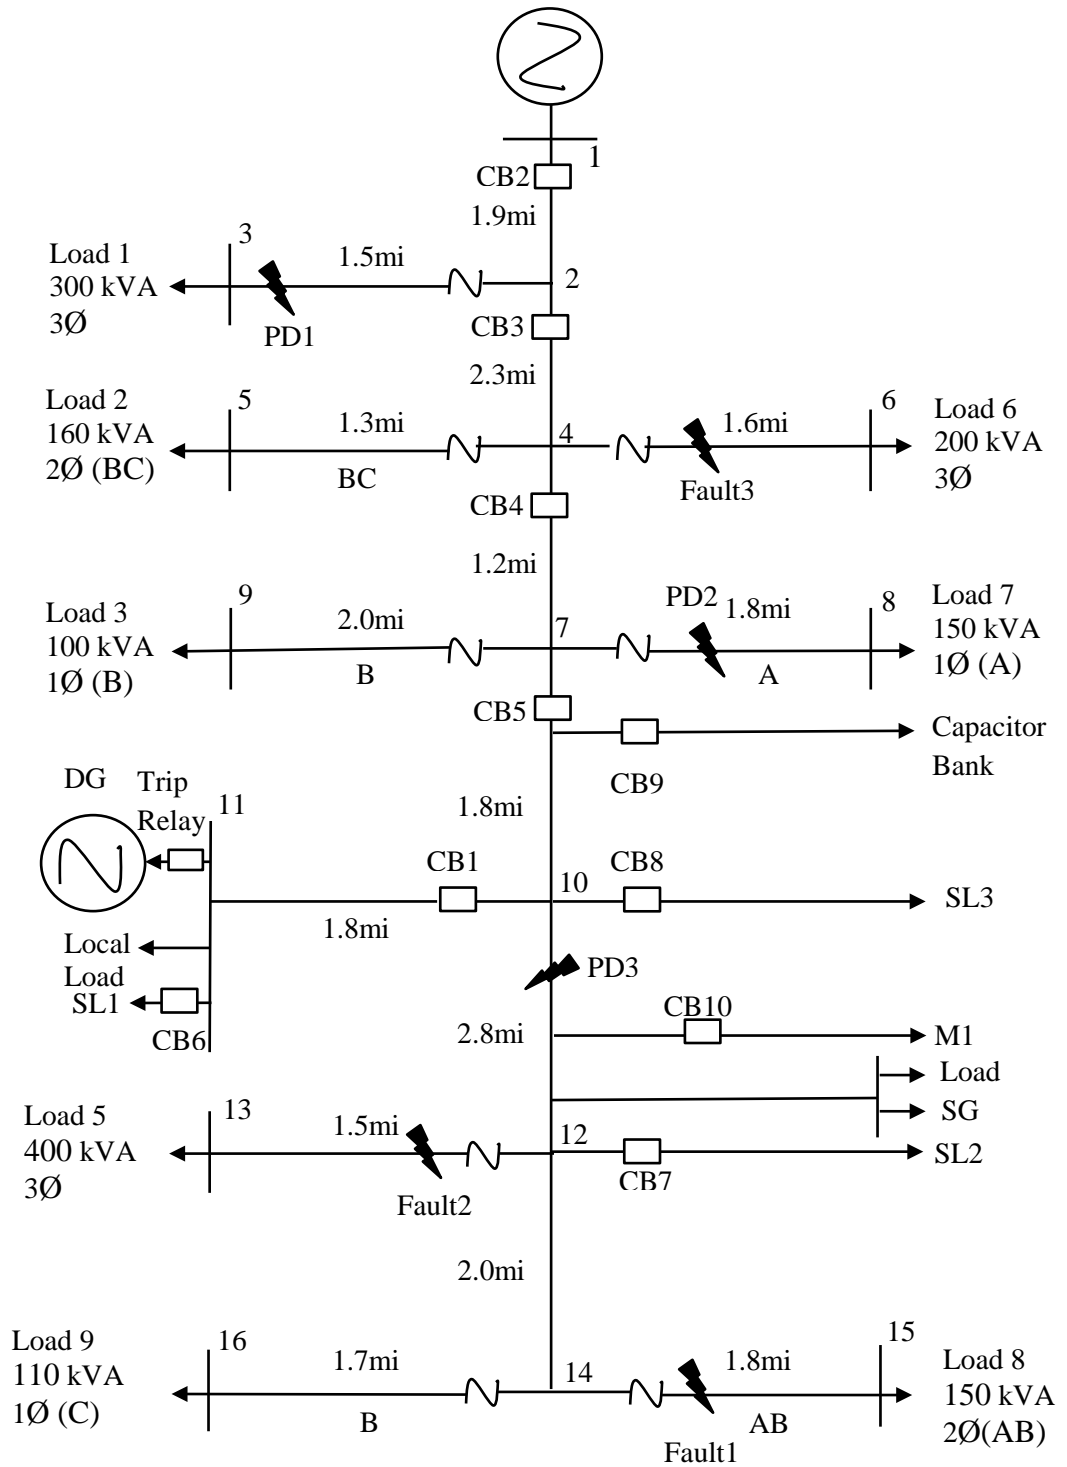 1
CB2
1.9mi
3
Load 1
300 kVA
3Ø
1.5mi
2
PD1
CB3
2.3mi
5
Load 2
160 kVA
2Ø (BC)
1.3mi
BC
4
6
1.6mi
Load 6
200 kVA
3Ø
Fault3
CB4
1.2mi
9
Load 3
100 kVA
1Ø (B)
2.0mi
B
7
PD2
1.8mi
A
8
Load 7
150 kVA
1Ø (A)
CB5
CB9
Capacitor
Bank
DG
Trip
Relay
11
1.8mi
CB1
1.8mi
10
CB8
SL3
Local
Load
SL1
CB6
PD3
2.8mi
CB10
M1
Load
SG
SL2
12
CB7
13
Load 5
400 kVA
3Ø
1.5mi
Fault2
2.0mi
16
Load 9
110 kVA
1Ø (C)
1.7mi
B
14
1.8mi
AB
Fault1
15
Load 8
150 kVA
2Ø(AB)